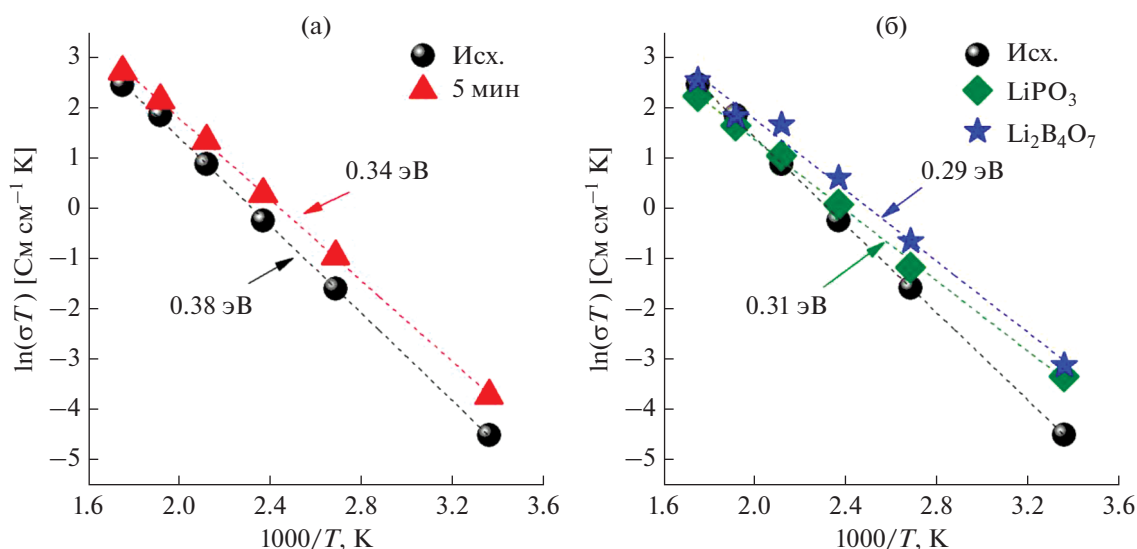 (а)
3
2
1
0
−1
−2
−3
−4
−5
ln(σT) [См см⁻¹ К]
Исх.
5 мин
0.34 эВ
0.38 эВ
1.6 2.0 2.4 2.8 3.2 3.6
1000/T, К
(б)
3
2
1
0
−1
−2
−3
−4
−5
ln(σT) [См см⁻¹ К]
Исх.
LiPO₃
Li₂B₄O₇
0.29 эВ
0.31 эВ
1.6 2.0 2.4 2.8 3.2 3.6
1000/T, К